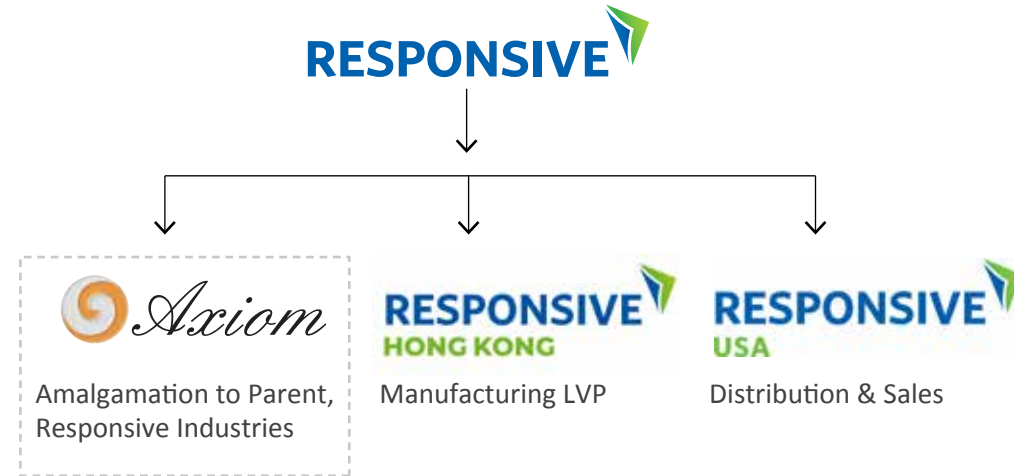 RESPONSIVE
Axiom
RESPONSIVE
HONG KONG
RESPONSIVE
USA
Amalgamation to Parent,
Responsive Industries
Manufacturing LVP
Distribution & Sales